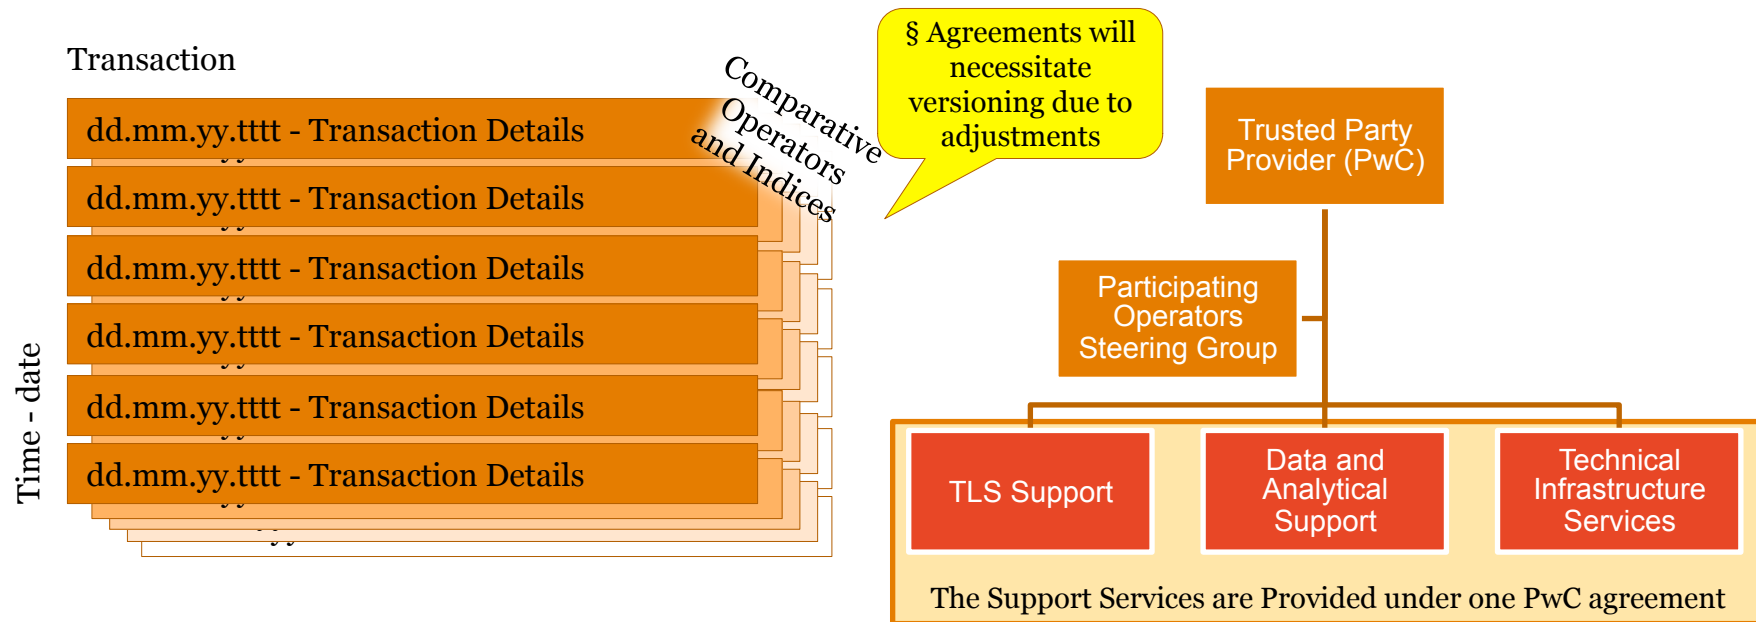 Transaction
dd.mm.yy.tttt - Transaction Details
dd.mm.yy.tttt - Transaction Details
dd.mm.yy.tttt - Transaction Details
dd.mm.yy.tttt - Transaction Details
dd.mm.yy.tttt - Transaction Details
dd.mm.yy.tttt - Transaction Details
Time - date
Comparative
Operators
and Indices
§ Agreements will
necessitate
versioning due to
adjustments
Trusted Party
Provider (PwC)
Participating
Operators
Steering Group
TLS Support
Data and
Analytical
Support
Technical
Infrastructure
Services
The Support Services are Provided under one PwC agreement